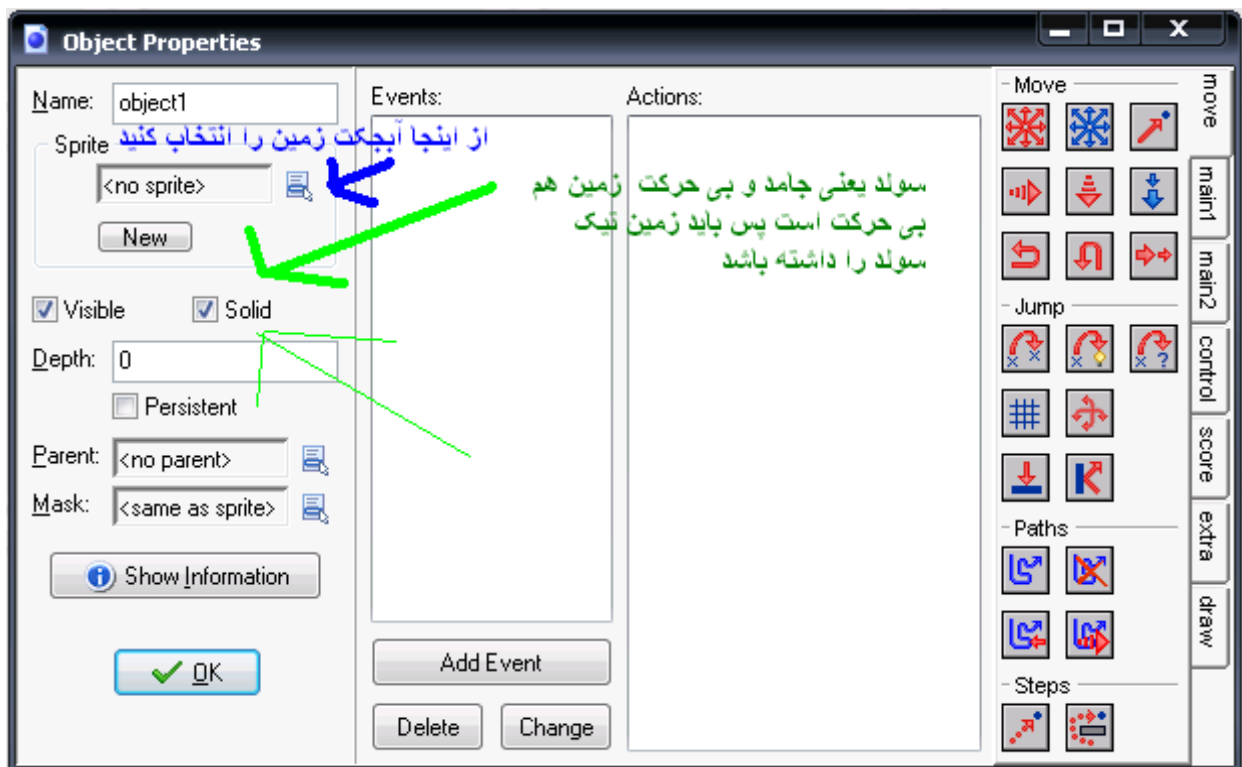 Object Properties
Name: object1
Sprite
از اینجا آبجکت زمین را انتخاب کنید
<no sprite>
New
Visible
Solid
Depth: 0
Persistent
Parent: <no parent>
Mask: <same as sprite>
Show Information
OK
Events:
Add Event
Delete
Change
Actions:
سولد یعنی جامد و بی حرکت زمین هم
بی حرکت است پس باید زمین تیک
سولد را داشته باشد
Move
Jump
Paths
Steps
move
main1
main2
control
score
extra
draw